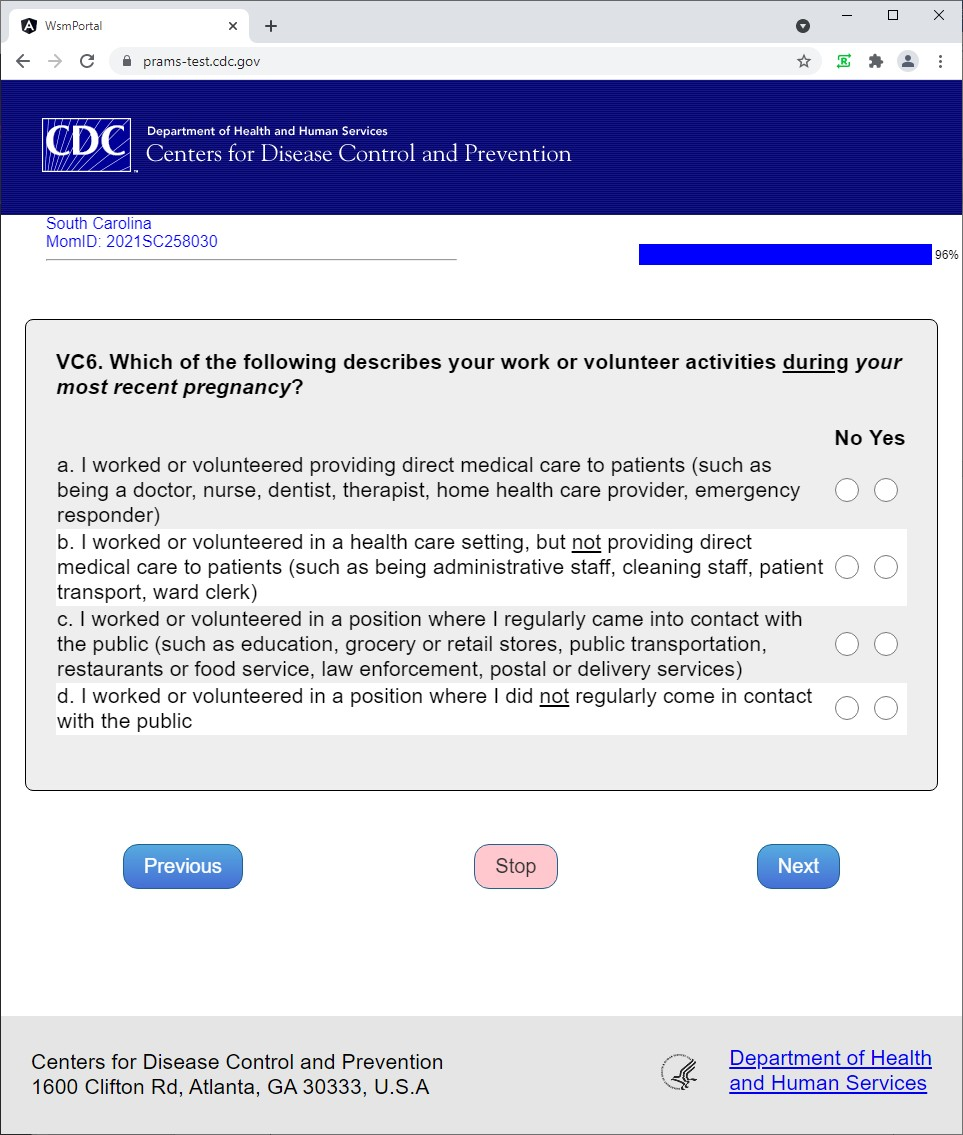 WsmPortal
prams-test.cdc.gov
CDC
Department of Health and Human Services
Centers for Disease Control and Prevention
South Carolina
MomID: 2021SC258030
96%
VC6. Which of the following describes your work or volunteer activities during your
most recent pregnancy?
No Yes
a. I worked or volunteered providing direct medical care to patients (such as
being a doctor, nurse, dentist, therapist, home health care provider, emergency
responder)
b. I worked or volunteered in a health care setting, but not providing direct
medical care to patients (such as being administrative staff, cleaning staff, patient
transport, ward clerk)
c. I worked or volunteered in a position where I regularly came into contact with
the public (such as education, grocery or retail stores, public transportation,
restaurants or food service, law enforcement, postal or delivery services)
d. I worked or volunteered in a position where I did not regularly come in contact
with the public
Previous
Stop
Next
Centers for Disease Control and Prevention
1600 Clifton Rd, Atlanta, GA 30333, U.S.A
Department of Health
and Human Services